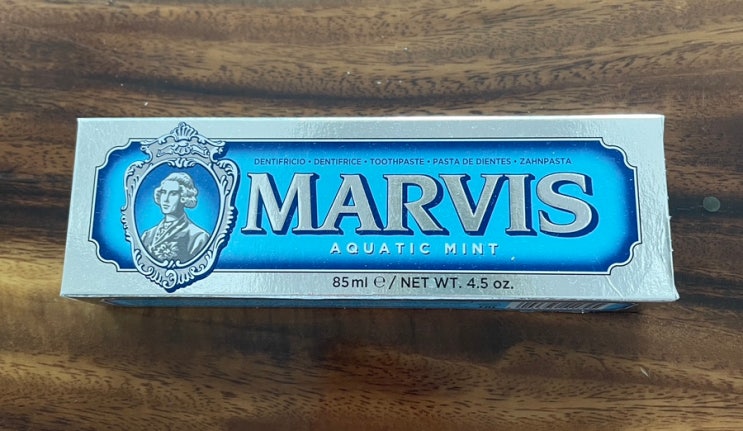 DENTIFRICIO • DENTIFRICE • TOOTHPASTE • PASTA DE DIENTES • ZAHNPASTA
MARVIS
AQUATIC MINT
85ml ℮ / NET WT. 4.5 oz.